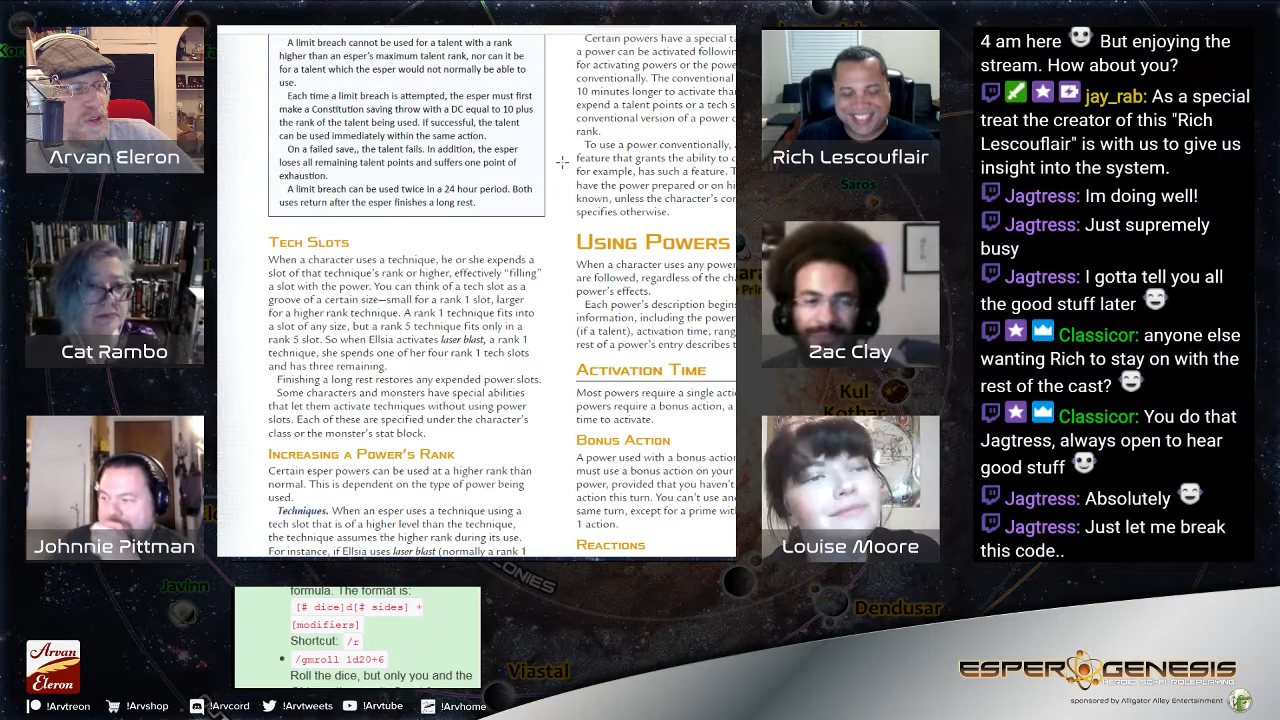 Arvan Eleron
Cat Rambo
Johnnie Pittman
A limit breach cannot be used for a talent with a rank
higher than an esper's maximum talent rank, nor can it be
for a talent which the esper would not normally be able to
use.
Each time a limit breach is attempted, the esper must first
make a Constitution saving throw with a DC equal to 10 plus
the rank of the talent being used. If successful, the talent
can be used immediately within the same action.
On a failed save,, the talent fails. In addition, the esper
loses all remaining talent points and suffers one point of
exhaustion.
A limit breach can be used twice in a 24 hour period. Both
uses return after the esper finishes a long rest.
Tech Slots
When a character uses a technique, he or she expends a
slot of that technique's rank or higher, effectively "filling"
a slot with the power. You can think of a tech slot as a
groove of a certain size—small for a rank 1 slot, larger
for a higher rank technique. A rank 1 technique fits into
a slot of any size, but a rank 5 technique fits only in a
rank 5 slot. So when Ellsia activates laser blast, a rank 1
technique, she spends one of her four rank 1 tech slots
and has three remaining.
Finishing a long rest restores any expended power slots.
Some characters and monsters have special abilities
that let them activate techniques without using power
slots. Each of these are specified under the character's
class or the monster's stat block.
Increasing a Power's Rank
Certain esper powers can be used at a higher rank than
normal. This is dependent on the type of power being
used.
Techniques. When an esper uses a technique using a
tech slot that is of a higher level than the technique,
the technique assumes the higher rank during its use.
For instance, if Ellsia uses laser blast (normally a rank 1
Certain powers have a special ta
a power can be activated followin
for activating powers or the powe
conventionally. The conventional
10 minutes longer to activate than
expend a talent points or a tech s
conventional version of a power c
rank.
To use a power conventionally,
feature that grants the ability to c
for example, has such a feature. T
have the power prepared or on hi
known, unless the character's con
specifies otherwise.
Using Powers
When a character uses any power
are followed, regardless of the ch
power's effects.
Each power's description begins
information, including the power
(if a talent), activation time, rang
rest of a power's entry describes t
Activation Time
Most powers require a single acti
powers require a bonus action, a
time to activate.
Bonus Action
A power used with a bonus action
must use a bonus action on your
power, provided that you haven't
action this turn. You can't use an
same turn, except for a prime wit
1 action.
Reactions
Rich Lescouflair
Saros
Zac Clay
Kul
Kothar
Louise Moore
4 am here But enjoying the
stream. How about you?
jay_rab: As a special
treat the creator of this "Rich
Lescouflair" is with us to give us
insight into the system.
Jagtress: Im doing well!
Jagtress: Just supremely
busy
Jagtress: I gotta tell you all
the good stuff later
Classicor: anyone else
wanting Rich to stay on with the
rest of the cast?
Classicor: You do that
Jagtress, always open to hear
good stuff
Jagtress: Absolutely
Jagtress: Just let me break
this code..
Javinn
Viastal
Dendusar
formula. The format is:
[# dice]d[# sides] +
[modifiers]
Shortcut: /r
/gmroll 1d20+6
Roll the dice, but only you and the
Arvan
Eleron
!Arvtreon !Arvshop !Arvcord !Arvtweets !Arvtube !Arvhome
ESPER GENESIS
HEROIC SCI-FI ROLEPLAYING
sponsored by Alligator Alley Entertainment